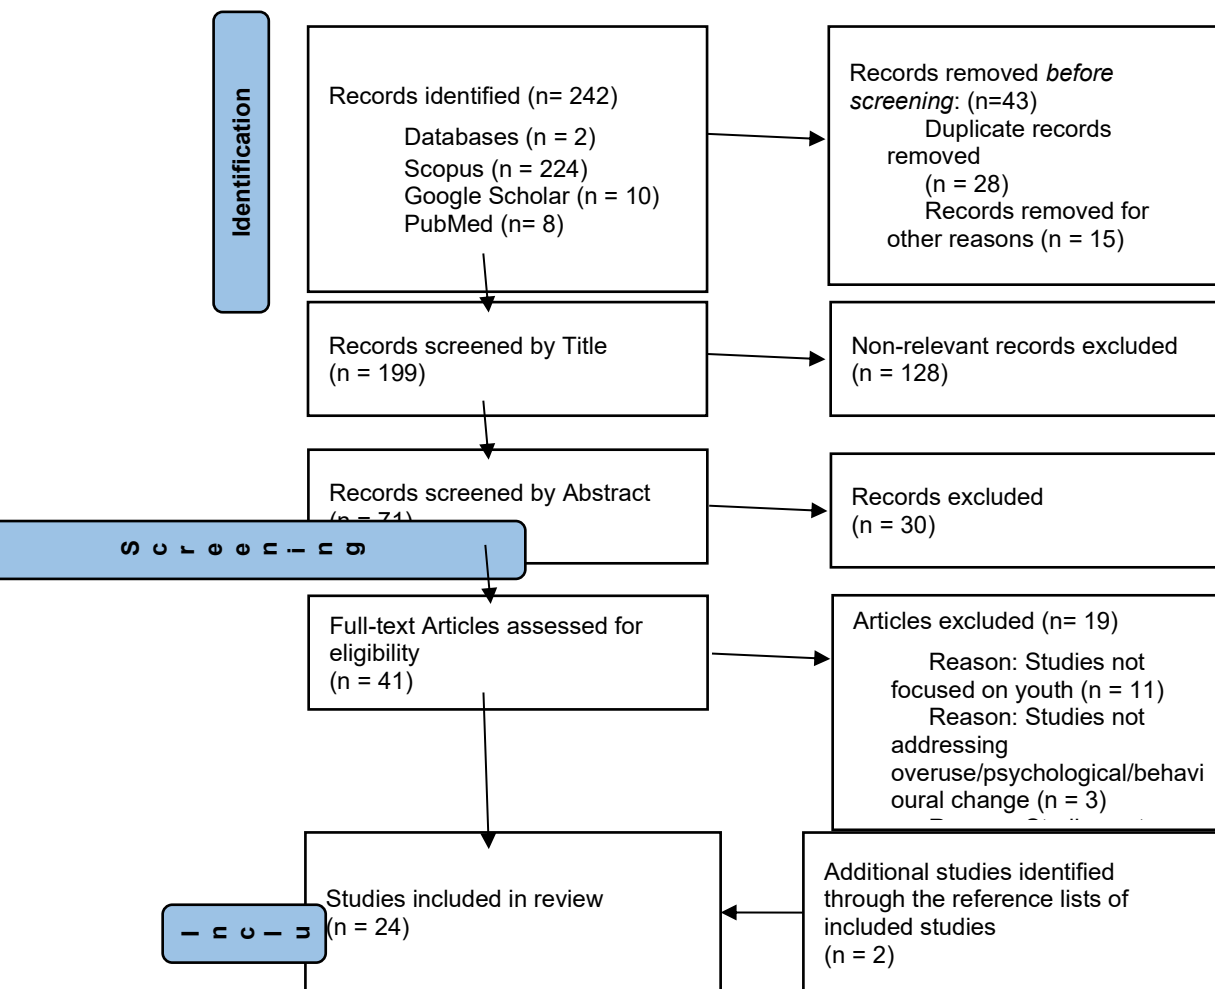 Identification
Records identified (n= 242)
Databases (n = 2)
Scopus (n = 224)
Google Scholar (n = 10)
PubMed (n= 8)
Records removed before
screening: (n=43)
Duplicate records
removed
(n = 28)
Records removed for
other reasons (n = 15)
Records screened by Title
(n = 199)
Non-relevant records excluded
(n = 128)
Records screened by Abstract
(n = 71)
Records excluded
(n = 30)
Screening
Full-text Articles assessed for
eligibility
(n = 41)
Articles excluded (n= 19)
Reason: Studies not
focused on youth (n = 11)
Reason: Studies not
addressing
overuse/psychological/behavi
oural change (n = 3)
Studies included in review
(n = 24)
Inclu
Additional studies identified
through the reference lists of
included studies
(n = 2)